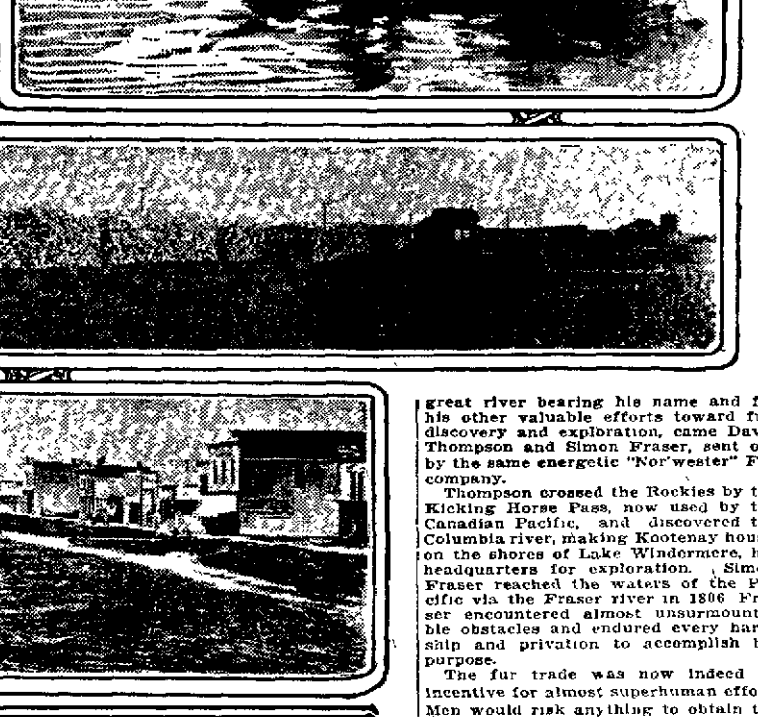 great river bearing his name and f
his other valuable efforts toward fu
discovery and exploration, came Dav
Thompson and Simon Fraser, sent o
by the same energetic "Nor'wester" F
company.
Thompson crossed the Rockies by t
Kicking Horse Pass, now used by t
Canadian Pacific, and discovered t
Columbia river, making Kootenay hou
on the shores of Lake Windermere, h
headquarters for exploration. Sim
Fraser reached the waters of the P
cific via the Fraser river in 1806 Fr
ser encountered almost unsurmount
ble obstacles and endured every har
ship and privation to accomplish h
purpose.
The fur trade was now indeed
incentive for almost superhuman effo
Men would risk anything to obtain t